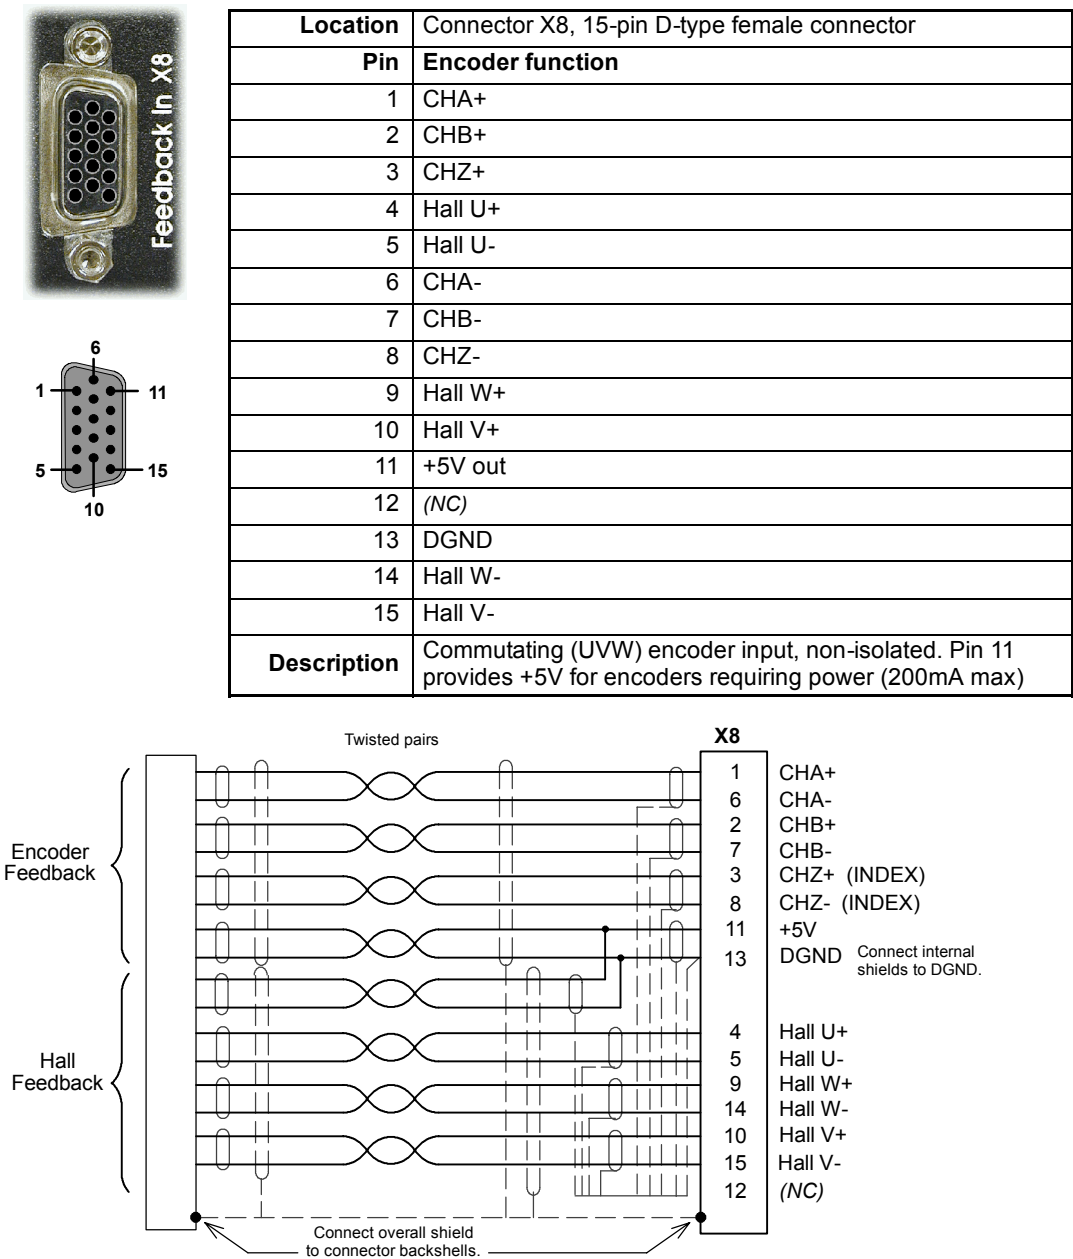 Feedback In X8
Location Connector X8, 15-pin D-type female connector
Pin Encoder function
1 CHA+
2 CHB+
3 CHZ+
4 Hall U+
5 Hall U-
6 CHA-
7 CHB-
8 CHZ-
9 Hall W+
10 Hall V+
11 +5V out
12 (NC)
13 DGND
14 Hall W-
15 Hall V-
Description Commutating (UVW) encoder input, non-isolated. Pin 11
provides +5V for encoders requiring power (200mA max)
6
1 11
5 15
10
Twisted pairs
X8
Encoder
Feedback
Hall
Feedback
1 CHA+
6 CHA-
2 CHB+
7 CHB-
3 CHZ+ (INDEX)
8 CHZ- (INDEX)
11 +5V
13 DGND
Connect internal
shields to DGND.
4 Hall U+
5 Hall U-
9 Hall W+
14 Hall W-
10 Hall V+
15 Hall V-
12 (NC)
Connect overall shield
to connector backshells.